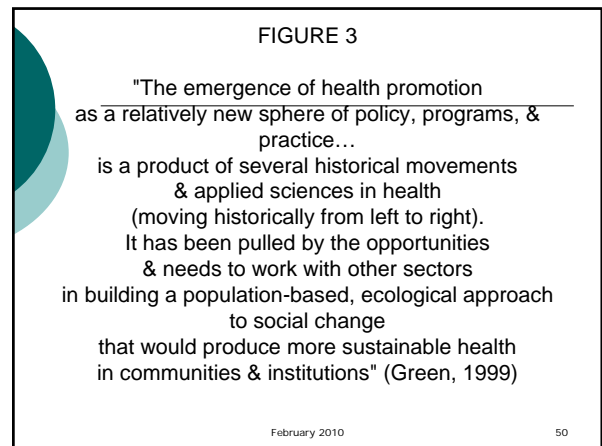 FIGURE 3
"The emergence of health promotion
as a relatively new sphere of policy, programs, &
practice…
is a product of several historical movements
& applied sciences in health
(moving historically from left to right).
It has been pulled by the opportunities
& needs to work with other sectors
in building a population-based, ecological approach
to social change
that would produce more sustainable health
in communities & institutions" (Green, 1999)
February 2010
50